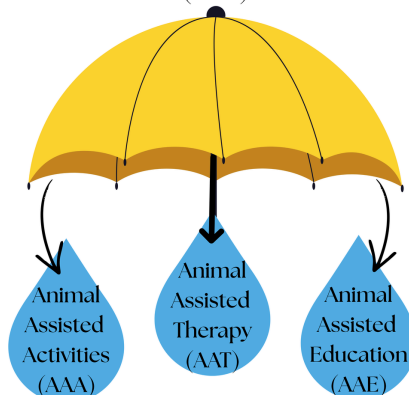 Animal
Assisted
Activities
(AAA)
Animal
Assisted
Therapy
(AAT)
Animal
Assisted
Education
(AAE)